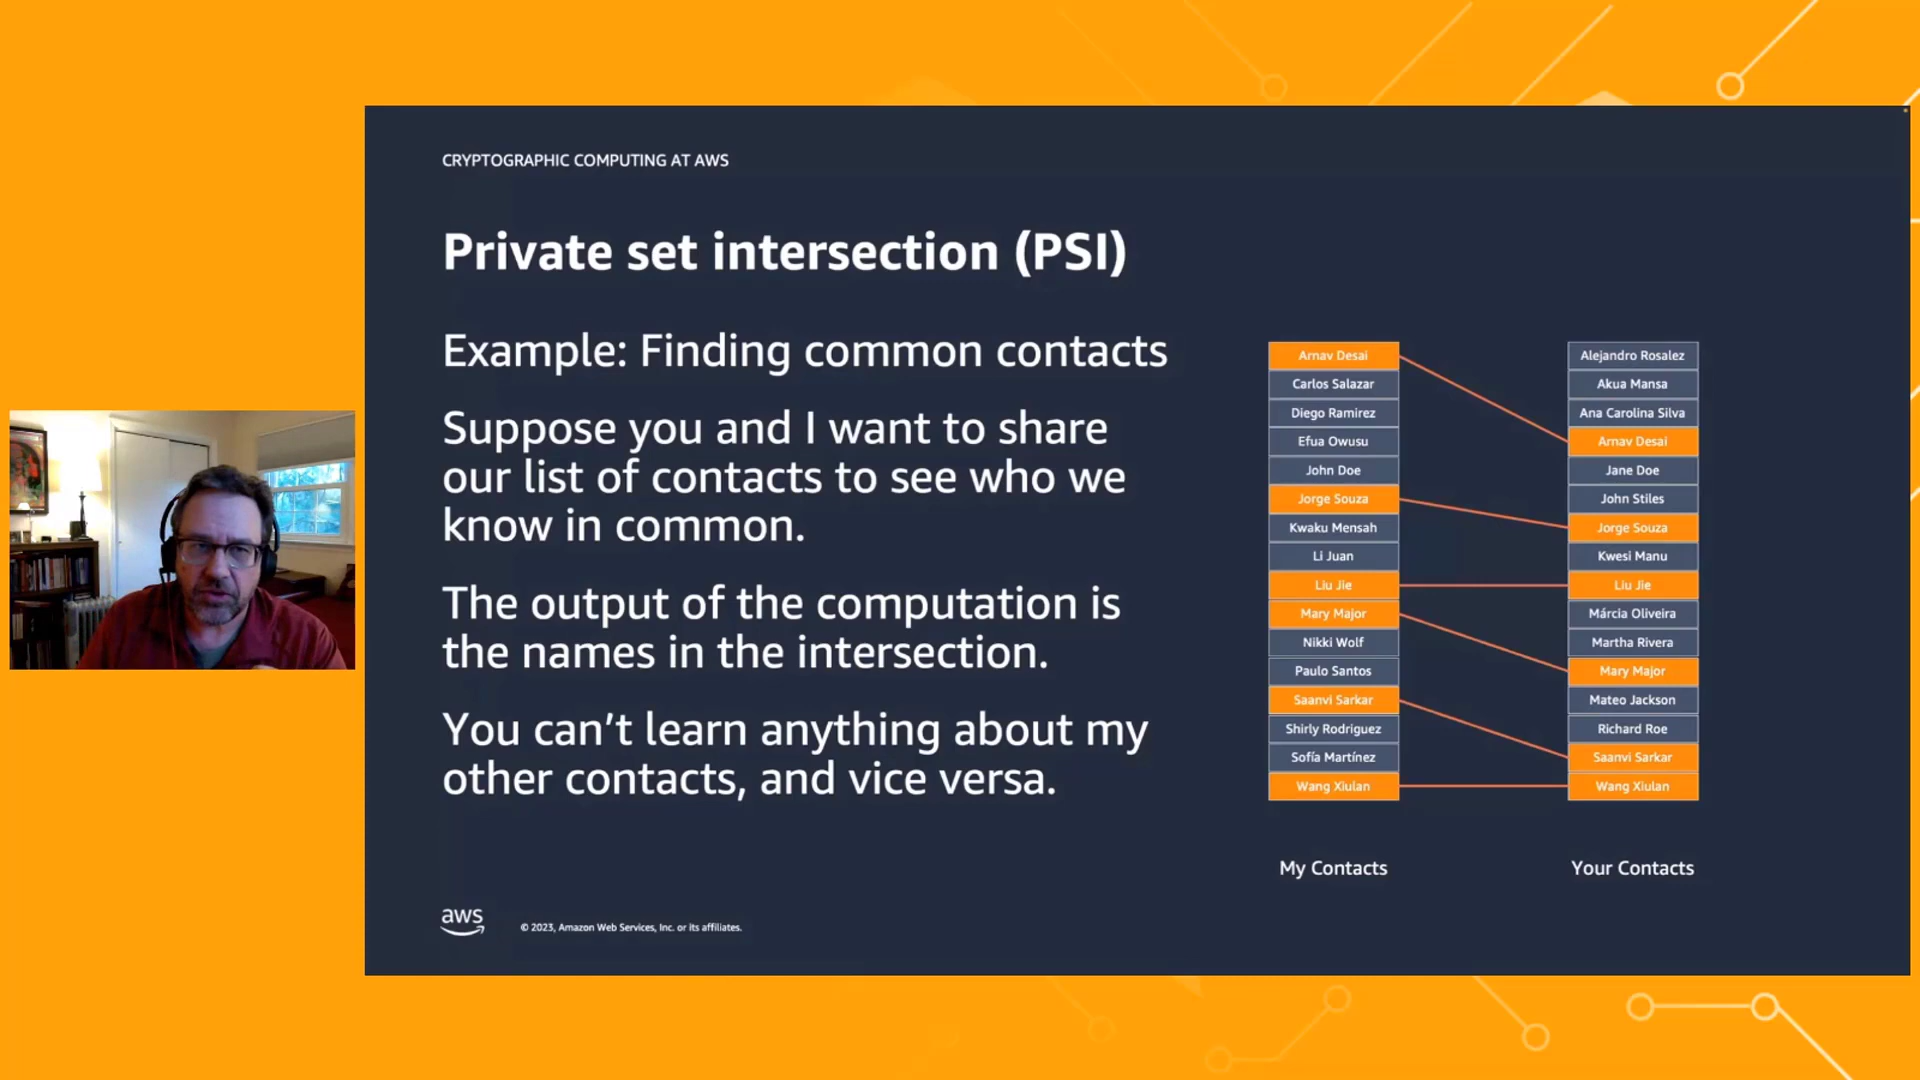 CRYPTOGRAPHIC COMPUTING AT AWS
Private set intersection (PSI)
Example: Finding common contacts
Suppose you and I want to share
our list of contacts to see who we
know in common.
The output of the computation is
the names in the intersection.
You can’t learn anything about my
other contacts, and vice versa.
Arnav Desai
Carlos Salazar
Diego Ramirez
Efua Owusu
John Doe
Jorge Souza
Kwaku Mensah
Li Juan
Liu Jie
Mary Major
Nikki Wolf
Paulo Santos
Saanvi Sarkar
Shirly Rodriguez
Sofía Martínez
Wang Xiulan
My Contacts
Alejandro Rosalez
Akua Mansa
Ana Carolina Silva
Arnav Desai
Jane Doe
John Stiles
Jorge Souza
Kwesi Manu
Liu Jie
Márcia Oliveira
Martha Rivera
Mary Major
Mateo Jackson
Richard Roe
Saanvi Sarkar
Wang Xiulan
Your Contacts
aws
© 2023, Amazon Web Services, Inc. or its affiliates.